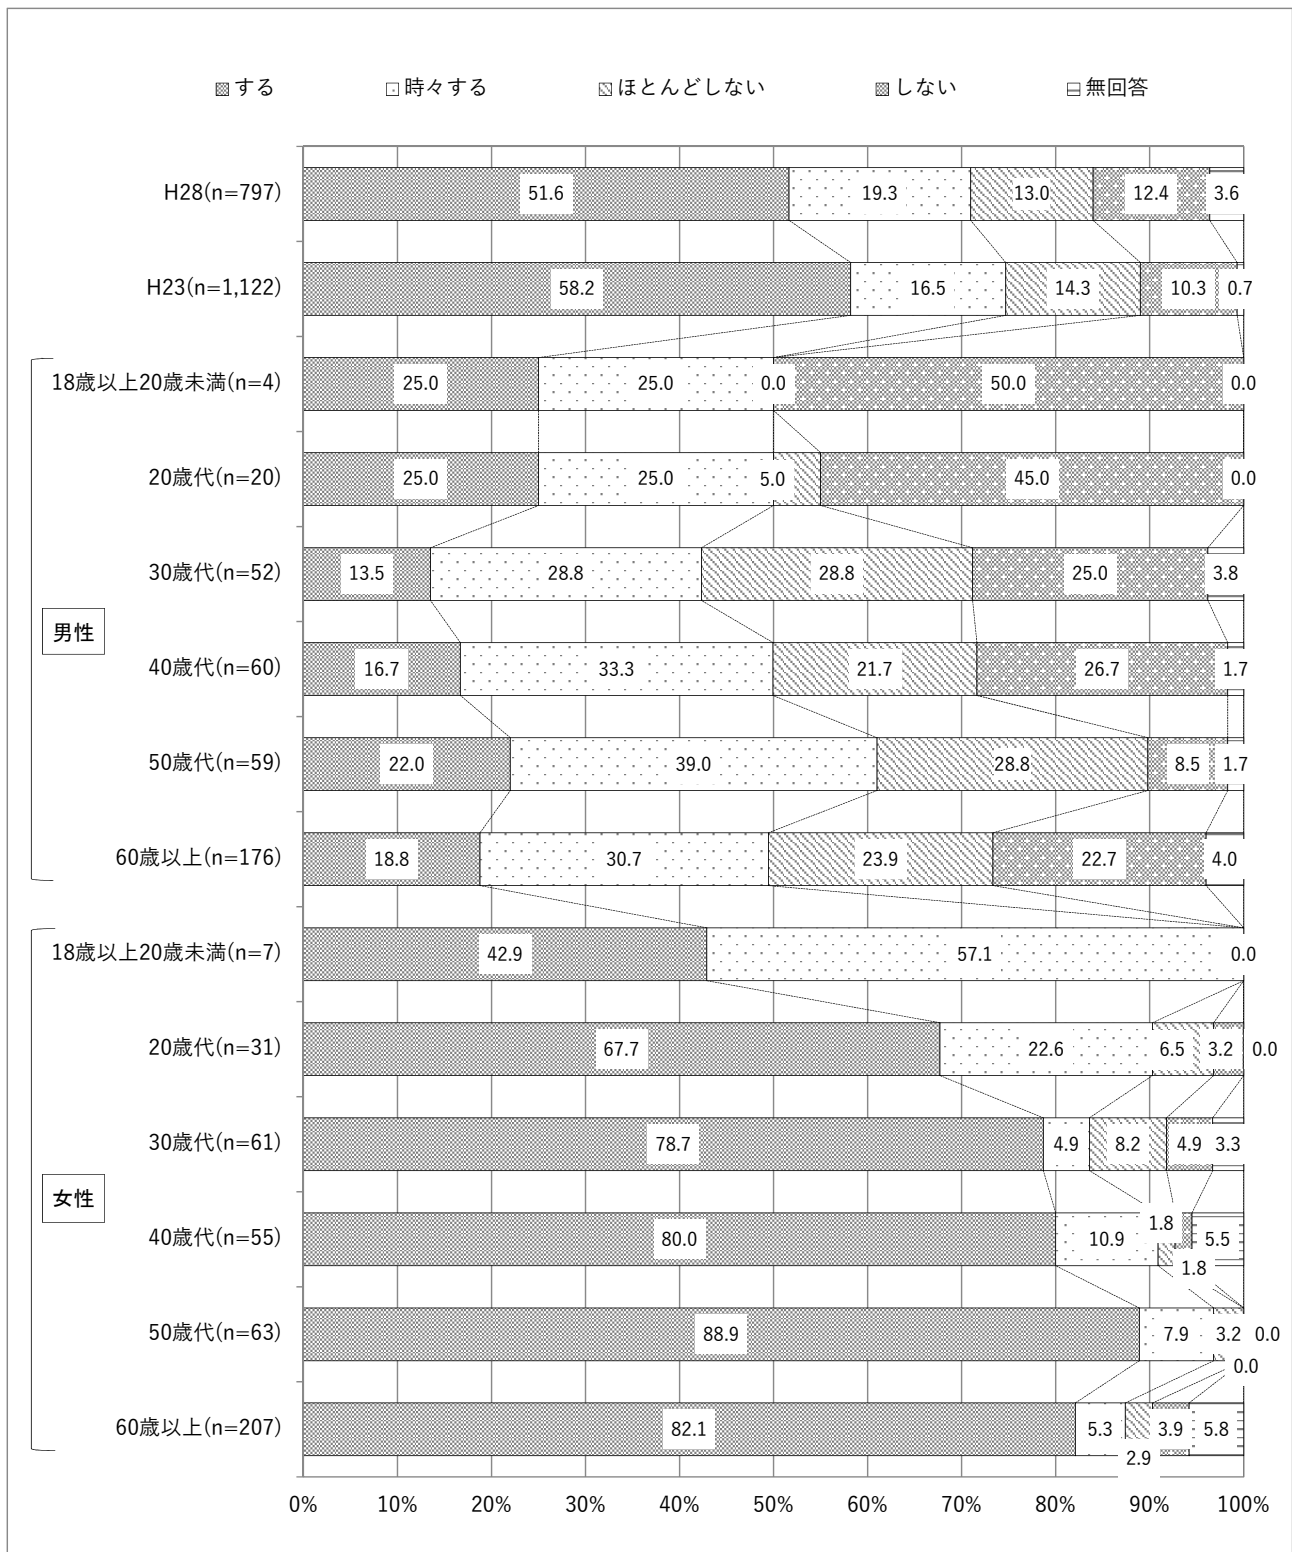 する 時々する ほとんどしない しない 無回答
H28(n=797) 51.6 19.3 13.0 12.4 3.6
H23(n=1,122) 58.2 16.5 14.3 10.3 0.7
18歳以上20歳未満(n=4) 25.0 25.0 0.0 50.0 0.0
20歳代(n=20) 25.0 25.0 5.0 45.0 0.0
30歳代(n=52) 13.5 28.8 28.8 25.0 3.8
男性
40歳代(n=60) 16.7 33.3 21.7 26.7 1.7
50歳代(n=59) 22.0 39.0 28.8 8.5 1.7
60歳以上(n=176) 18.8 30.7 23.9 22.7 4.0
18歳以上20歳未満(n=7) 42.9 57.1 0.0
20歳代(n=31) 67.7 22.6 6.5 3.2 0.0
30歳代(n=61) 78.7 4.9 8.2 4.9 3.3
女性
1.8
40歳代(n=55) 80.0 10.9 5.5
1.8
50歳代(n=63) 88.9 7.9 3.2 0.0
0.0
60歳以上(n=207) 82.1 5.3 3.9 5.8
2.9
0% 10% 20% 30% 40% 50% 60% 70% 80% 90% 100%